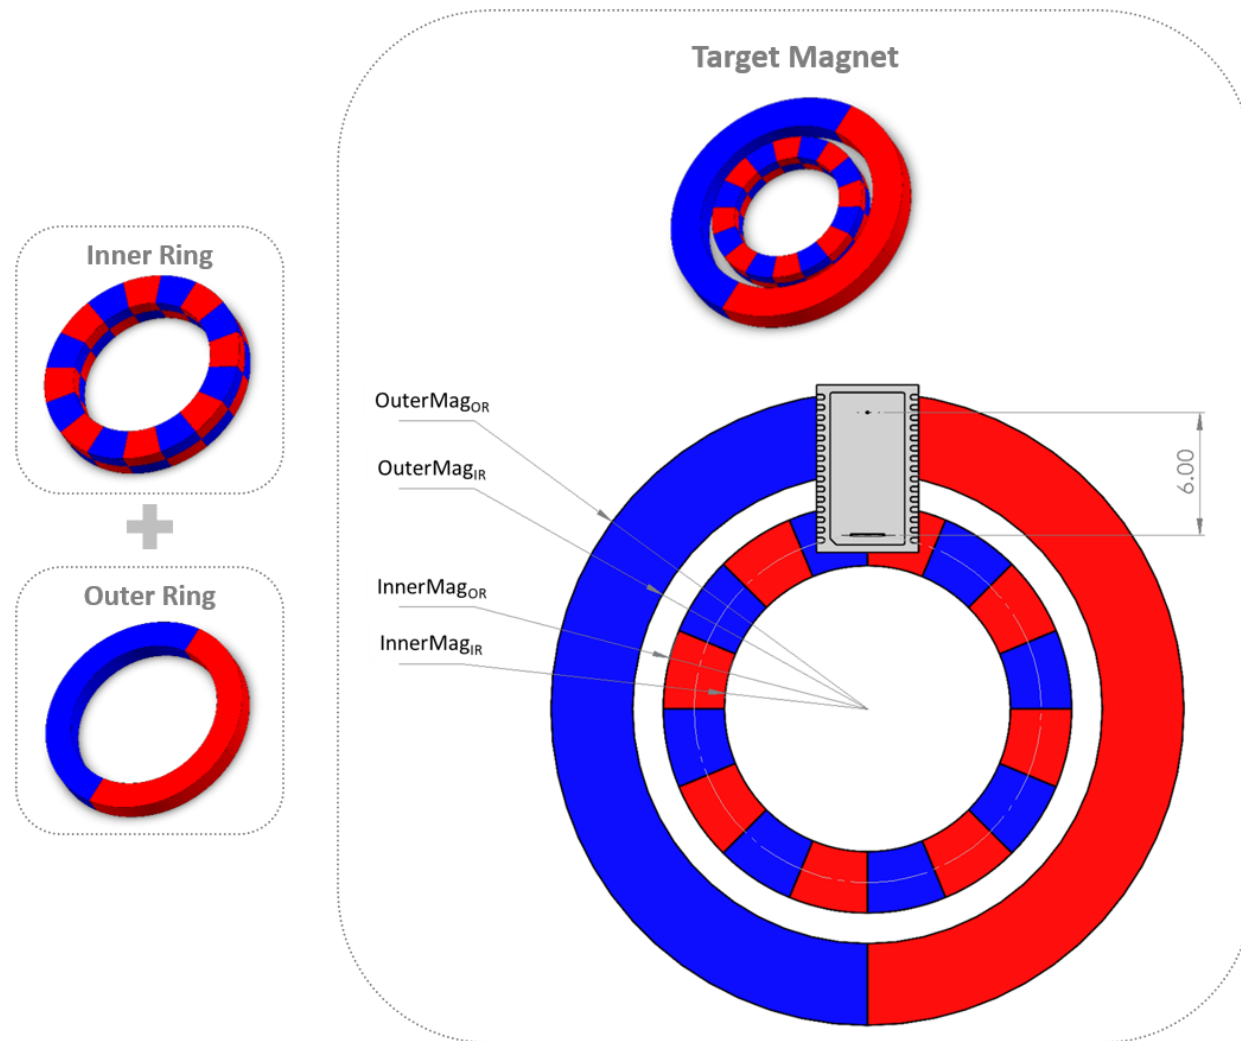 Target Magnet
Inner Ring
Outer Ring
OuterMagOR
OuterMagIR
InnerMagOR
InnerMagIR
6.00